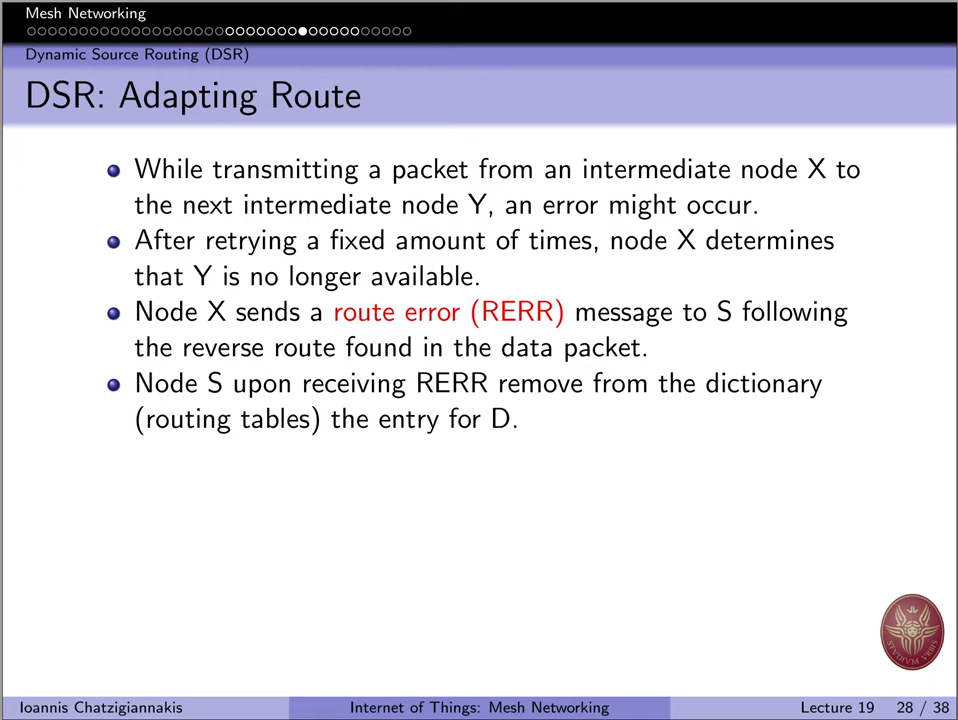 Mesh Networking
Dynamic Source Routing (DSR)
DSR: Adapting Route
While transmitting a packet from an intermediate node X to
the next intermediate node Y, an error might occur.
After retrying a fixed amount of times, node X determines
that Y is no longer available.
Node X sends a route error (RERR) message to S following
the reverse route found in the data packet.
Node S upon receiving RERR remove from the dictionary
(routing tables) the entry for D.
STVDIVM VRBIS
Ioannis Chatzigiannakis
Internet of Things: Mesh Networking
Lecture 19
28 / 38